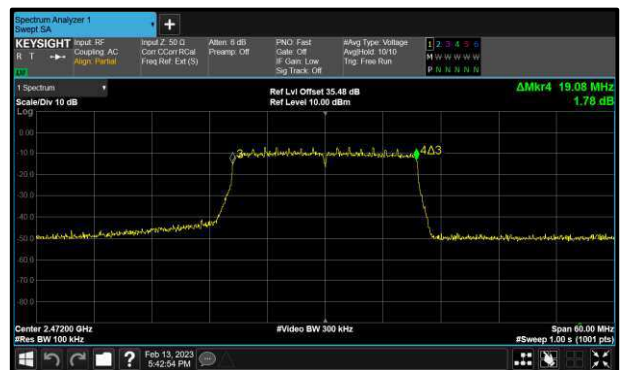 Spectrum Analyzer 1
Swept SA
+
KEYSIGHT
R T
LV
Input: RF
Coupling: AC
Align: Partial
Input Z: 50 Ω
Corr CCorr RCal
Freq Ref: Ext (S)
Atten: 6 dB
Preamp: Off
PNO: Fast
Gate: Off
IF Gain: Low
Sig Track: Off
#Avg Type: Voltage
Avg|Hold: 10/10
Trig: Free Run
1 2 3 4 5 6
M W W W W W
P N N N N N
1 Spectrum
Scale/Div 10 dB
Ref Lvl Offset 35.48 dB
Ref Level 10.00 dBm
ΔMkr4 19.08 MHz
1.78 dB
Log
0.00
-10.0
-20.0
-30.0
-40.0
-50.0
-60.0
-70.0
-80.0
3
4Δ3
Center 2.47200 GHz
#Video BW 300 kHz
Span 60.00 MHz
#Res BW 100 kHz
#Sweep 1.00 s (1001 pts)
?
Feb 13, 2023
5:42:54 PM